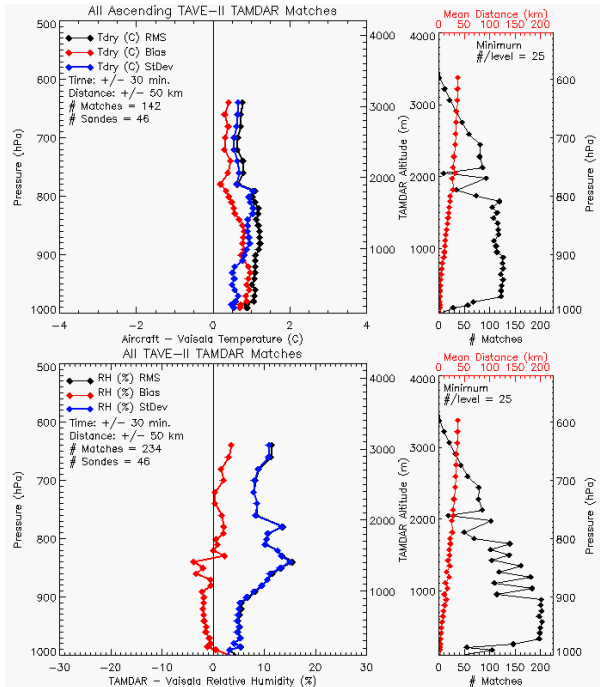 All Ascending TAVE-II TAMDAR Matches
Mean Distance (km)
0 50 100 150 200
500
600
700
800
900
1000
Pressure (hPa)
Tdry (C) RMS
Tdry (C) Bias
Tdry (C) StDev
Time: +/- 30 min.
Distance: +/- 50 km
# Matches = 142
# Sondes = 46
4000
3000
2000
1000
TAMDAR Altitude (m)
Minimum
#/level = 25
4000
3000
2000
1000
0
600
700
800
900
1000
Pressure (hPa)
-4 -2 0 2 4
Aircraft - Vaisala Temperature (C)
0 50 100 150 200
# Matches
All TAVE-II TAMDAR Matches
Mean Distance (km)
0 50 100 150 200
500
600
700
800
900
1000
Pressure (hPa)
RH (%) RMS
RH (%) Bias
RH (%) StDev
Time: +/- 30 min.
Distance: +/- 50 km
# Matches = 234
# Sondes = 46
4000
3000
2000
1000
TAMDAR Altitude (m)
Minimum
#/level = 25
4000
3000
2000
1000
0
600
700
800
900
1000
Pressure (hPa)
-30 -20 -10 0 10 20 30
TAMDAR - Vaisala Relative Humidity (%)
0 50 100 150 200
# Matches